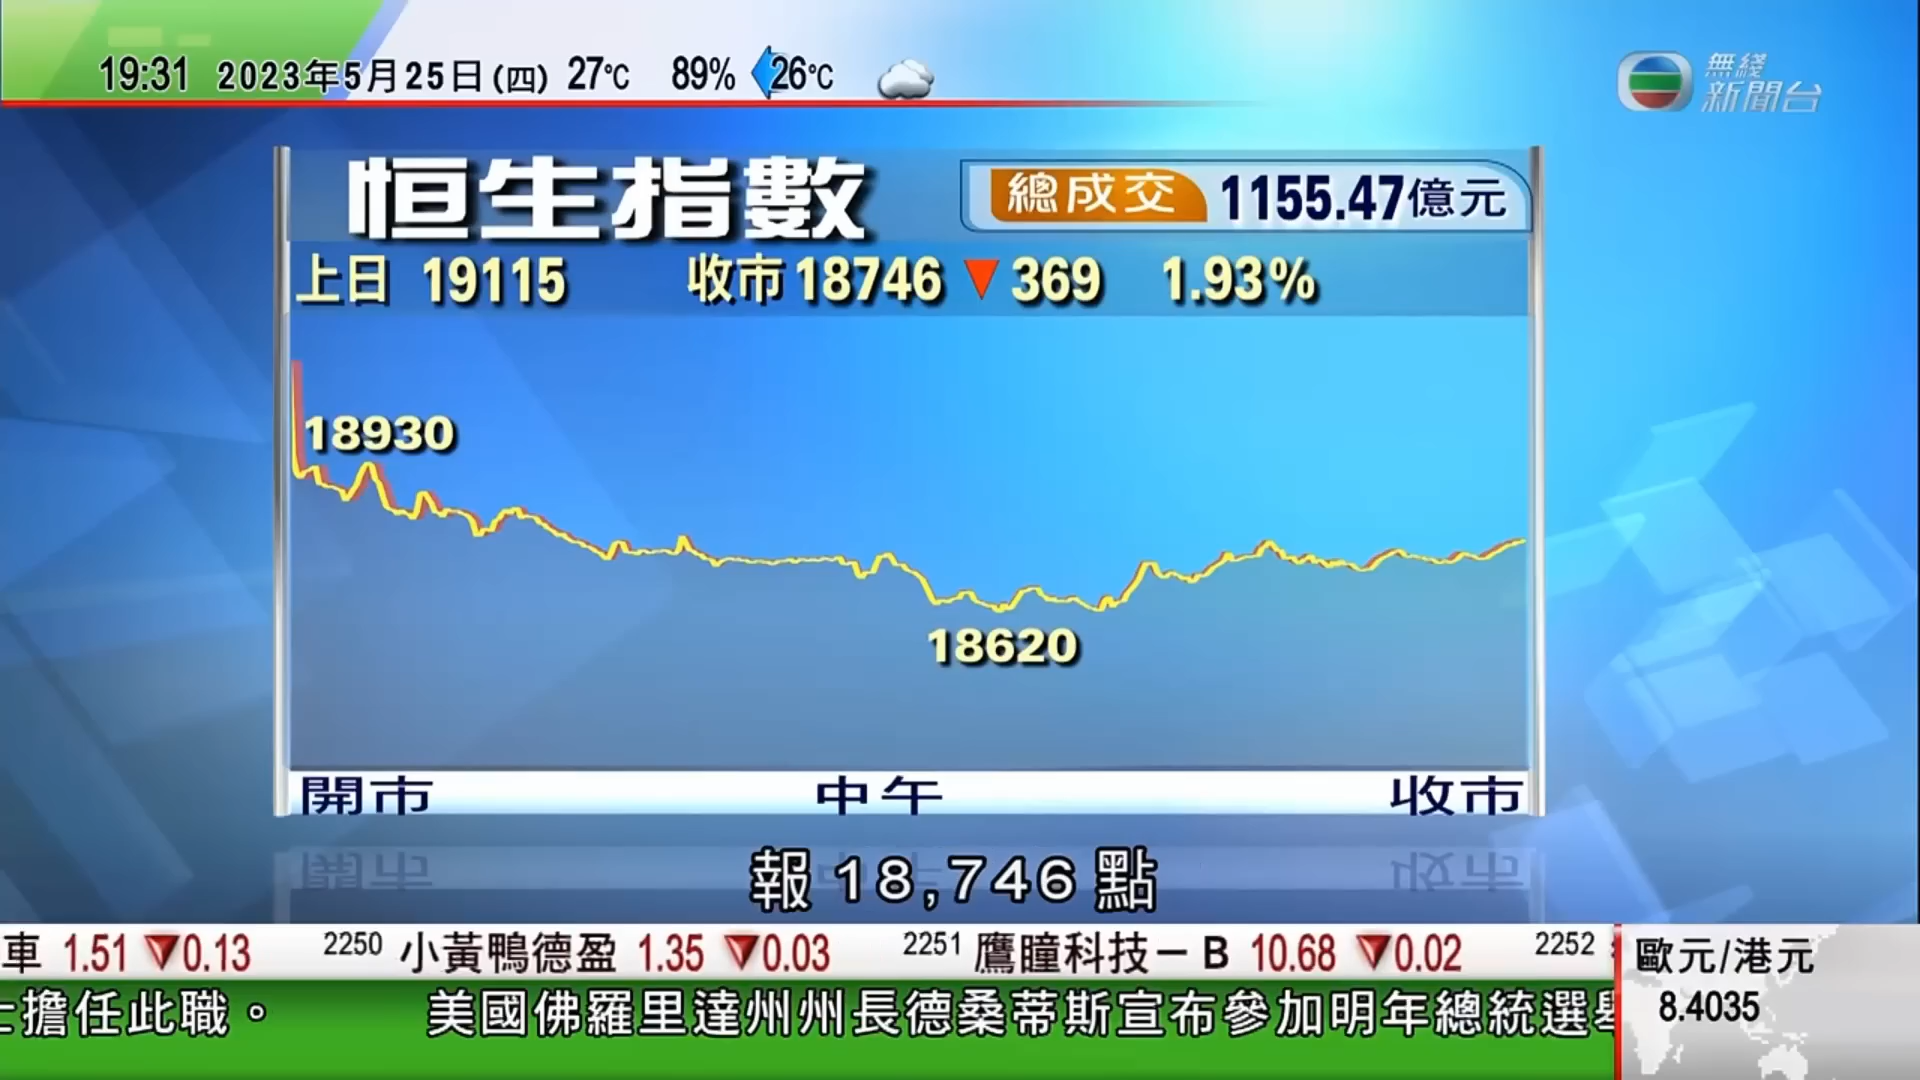 19:31 2023年5月25日(四) 27℃ 89% 26℃
無綫
新聞台
恒生指數 總成交 1155.47億元
上日 19115 收市 18746 ▼ 369 1.93%
18930
18620
開市 中午 收市
報 18,746 點
車 1.51 ▼0.13 2250 小黃鴨德盈 1.35 ▼0.03 2251 鷹瞳科技－B 10.68 ▼0.02 2252
歐元/港元
8.4035
擔任此職。 美國佛羅里達州州長德桑蒂斯宣布參加明年總統選